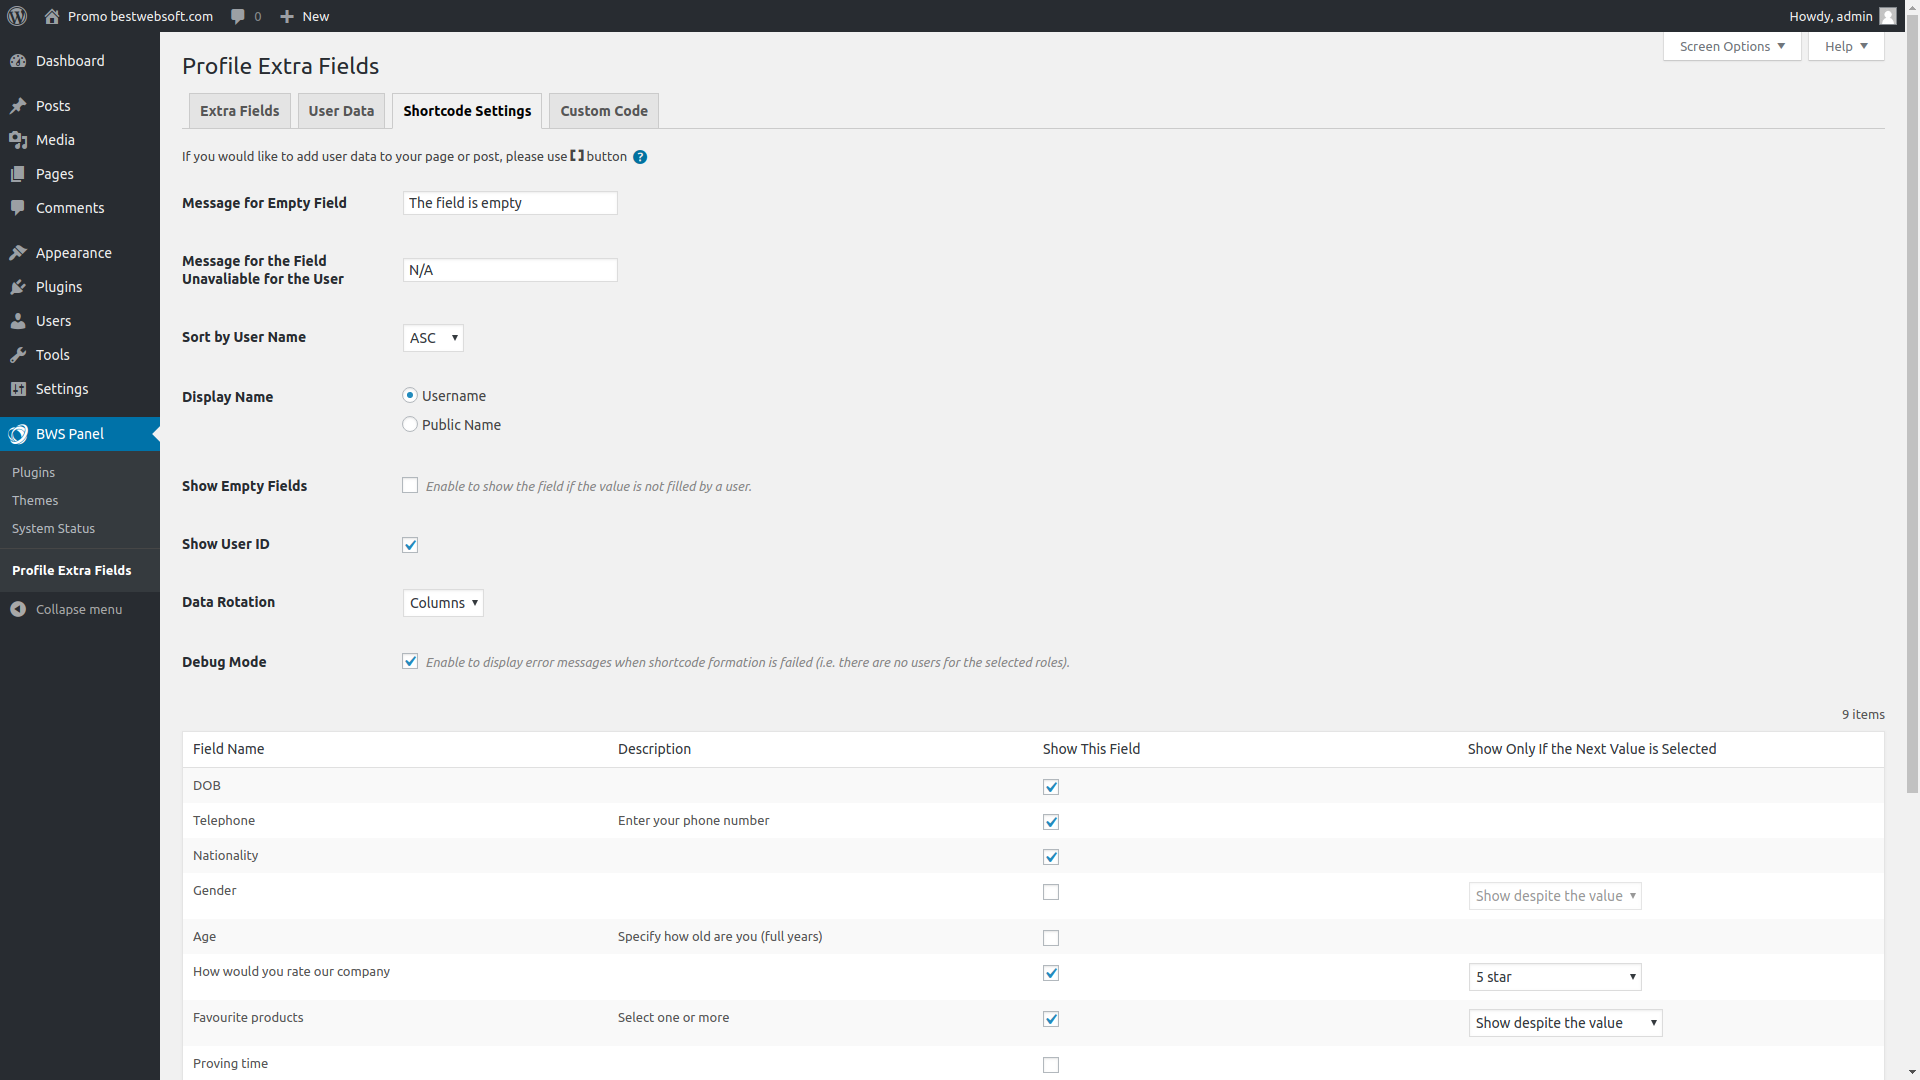 Promo bestwebsoft.com 0 New Howdy, admin
Screen Options Help
Dashboard
Posts
Media
Pages
Comments
Appearance
Plugins
Users
Tools
Settings
BWS Panel
Plugins
Themes
System Status
Profile Extra Fields
Collapse menu
Profile Extra Fields
Extra Fields User Data Shortcode Settings Custom Code
If you would like to add user data to your page or post, please use [] button ?
Message for Empty Field The field is empty
Message for the Field
Unavaliable for the User N/A
Sort by User Name ASC
Display Name Username
Public Name
Show Empty Fields Enable to show the field if the value is not filled by a user.
Show User ID
Data Rotation Columns
Debug Mode Enable to display error messages when shortcode formation is failed (i.e. there are no users for the selected roles).
9 items
Field Name Description Show This Field Show Only If the Next Value is Selected
DOB
Telephone Enter your phone number
Nationality
Gender Show despite the value
Age Specify how old are you (full years)
How would you rate our company 5 star
Favourite products Select one or more Show despite the value
Proving time